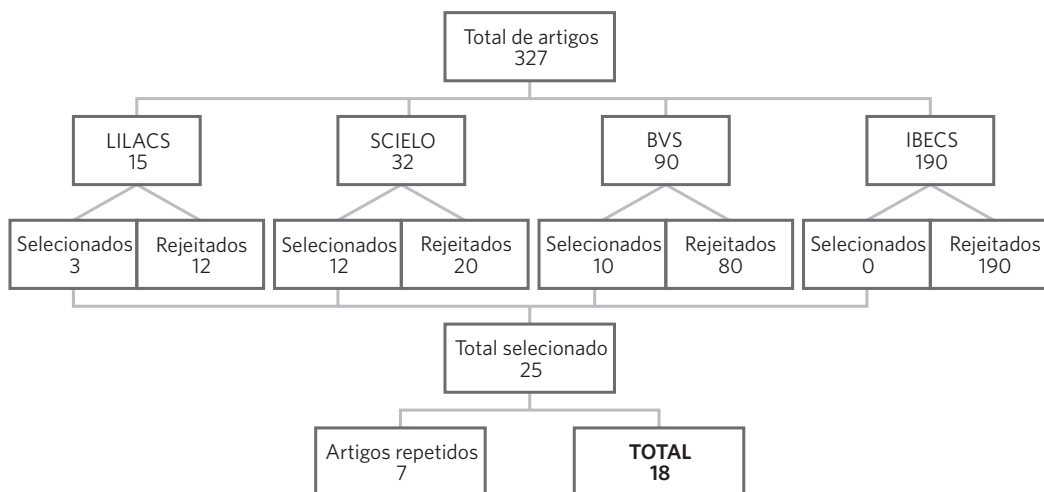 Total de artigos
327
LILACS
15
SCIELO
32
BVS
90
IBECS
190
Selecionados
3
Rejeitados
12
Selecionados
12
Rejeitados
20
Selecionados
10
Rejeitados
80
Selecionados
0
Rejeitados
190
Total selecionado
25
Artigos repetidos
7
TOTAL
18